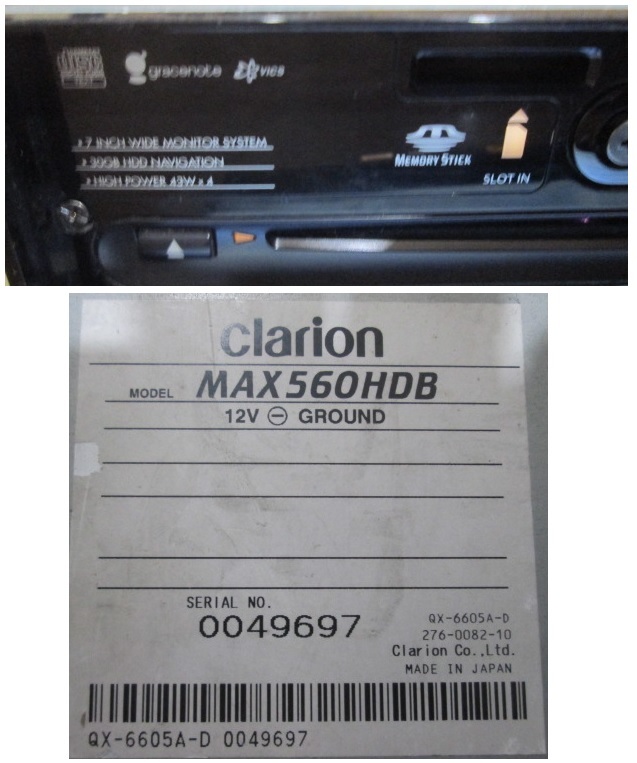 gracenote
VICS
7 INCH WIDE MONITOR SYSTEM
30GB HDD NAVIGATION
HIGH POWER 43W x 4
MEMORY STICK
SLOT IN
clarion
MODEL MAX560HDB
12V ⊖ GROUND
SERIAL NO.
0049697
QX-6605A-D
276-0082-10
Clarion Co.,Ltd.
MADE IN JAPAN
QX-6605A-D 0049697